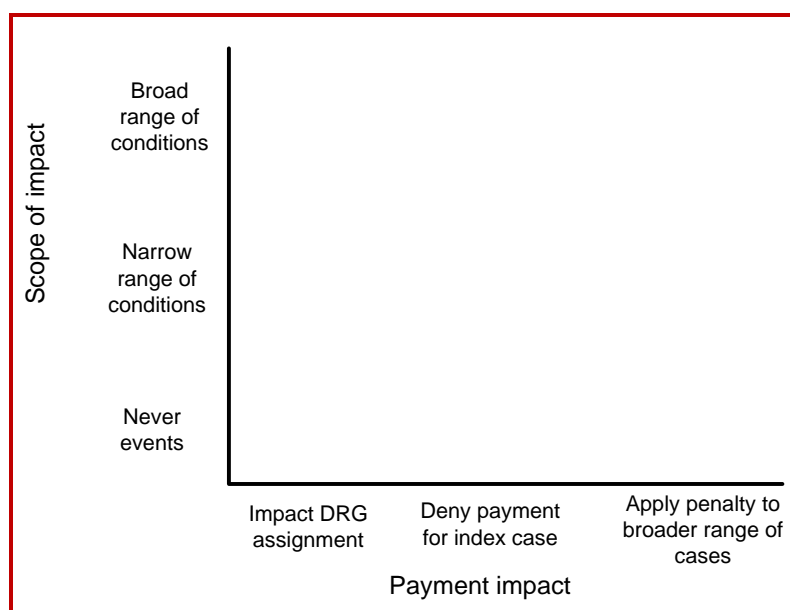 Scope of impact
Broad
range of
conditions
Narrow
range of
conditions
Never
events
Impact DRG
assignment
Deny payment
for index case
Apply penalty to
broader range of
cases
Payment impact